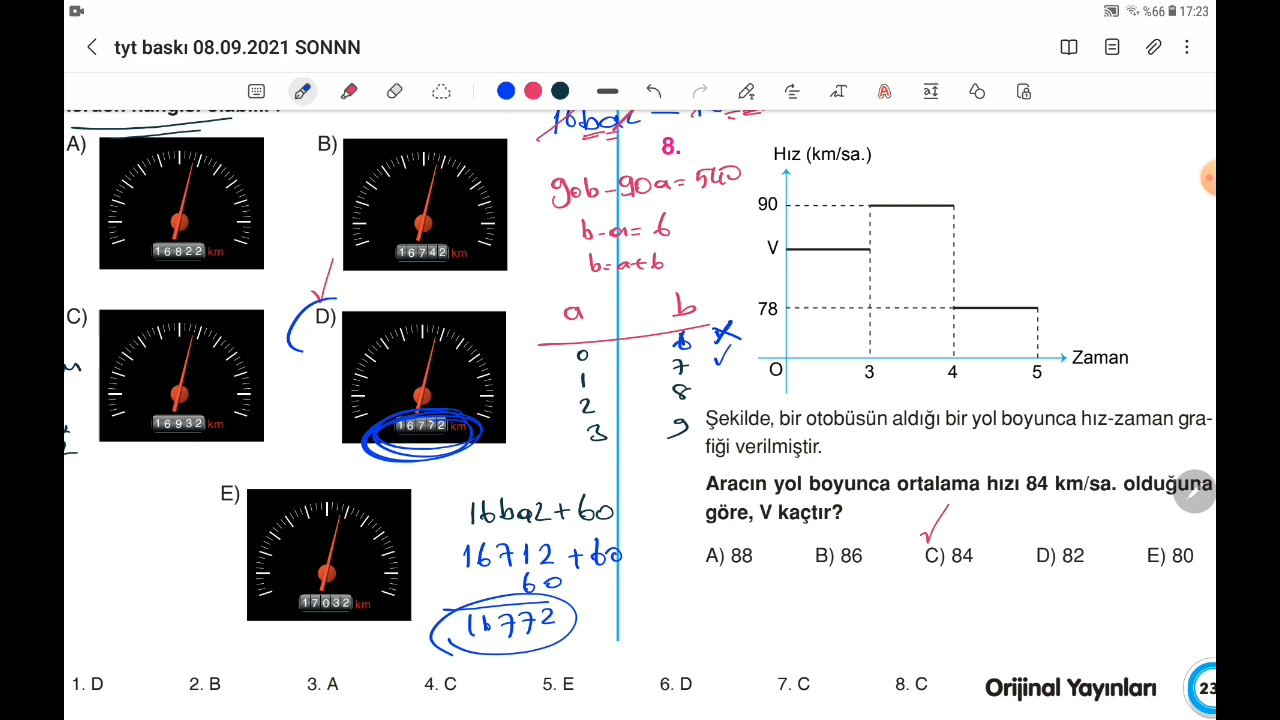 %66 17:23
tyt baskı 08.09.2021 SONNN
A)
16822 km
B)
16742 km
C)
16932 km
D)
16772 km
E)
17032 km
90b-90a=540
b-a=6
b=a+6
a b
0 6
1 7
2 8
3 9
16ba2+60
16712+60
60
16772
8.
Hız (km/sa.)
90
V
78
O 3 4 5 Zaman
Şekilde, bir otobüsün aldığı bir yol boyunca hız-zaman gra-
fiği verilmiştir.
Aracın yol boyunca ortalama hızı 84 km/sa. olduğuna
göre, V kaçtır?
A) 88 B) 86 C) 84 D) 82 E) 80
1. D 2. B 3. A 4. C 5. E 6. D 7. C 8. C Orijinal Yayınları 23